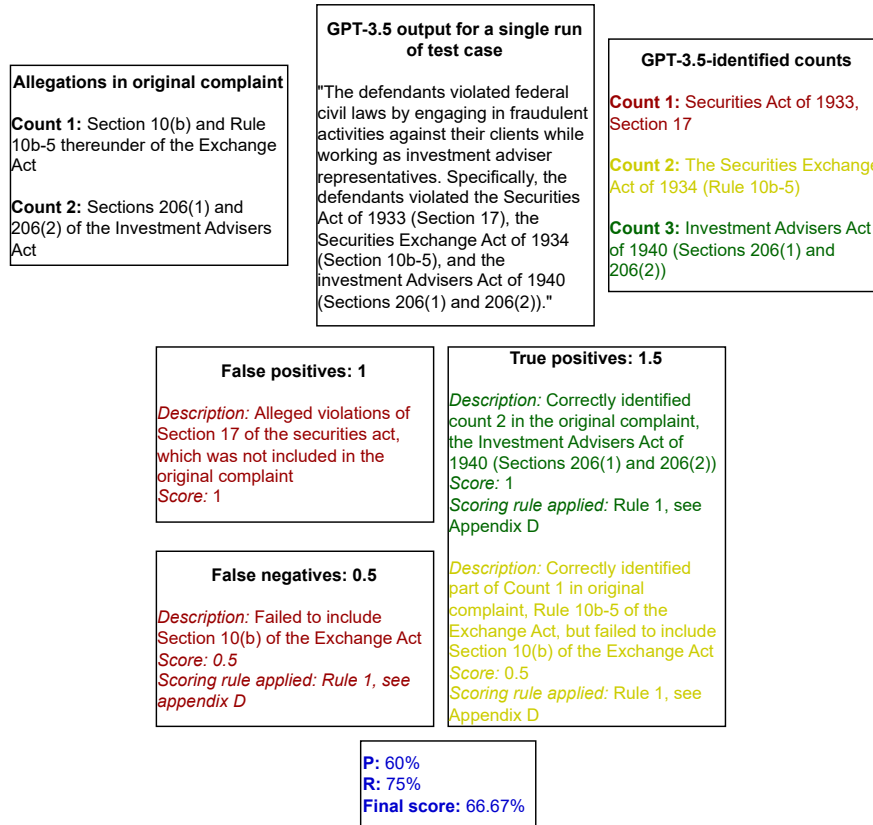 Allegations in original complaint
Count 1: Section 10(b) and Rule
10b-5 thereunder of the Exchange
Act
Count 2: Sections 206(1) and
206(2) of the Investment Advisers
Act
GPT-3.5 output for a single run
of test case
"The defendants violated federal
civil laws by engaging in fraudulent
activities against their clients while
working as investment adviser
representatives. Specifically, the
defendants violated the Securities
Act of 1933 (Section 17), the
Securities Exchange Act of 1934
(Section 10b-5), and the
investment Advisers Act of 1940
(Sections 206(1) and 206(2))."
GPT-3.5-identified counts
Count 1: Securities Act of 1933,
Section 17
Count 2: The Securities Exchange
Act of 1934 (Rule 10b-5)
Count 3: Investment Advisers Act
of 1940 (Sections 206(1) and
206(2))
False positives: 1
Description: Alleged violations of
Section 17 of the securities act,
which was not included in the
original complaint
Score: 1
False negatives: 0.5
Description: Failed to include
Section 10(b) of the Exchange Act
Score: 0.5
Scoring rule applied: Rule 1, see
appendix D
True positives: 1.5
Description: Correctly identified
count 2 in the original complaint,
the Investment Advisers Act of
1940 (Sections 206(1) and 206(2))
Score: 1
Scoring rule applied: Rule 1, see
Appendix D
Description: Correctly identified
part of Count 1 in original
complaint, Rule 10b-5 of the
Exchange Act, but failed to include
Section 10(b) of the Exchange Act
Score: 0.5
Scoring rule applied: Rule 1, see
Appendix D
P: 60%
R: 75%
Final score: 66.67%